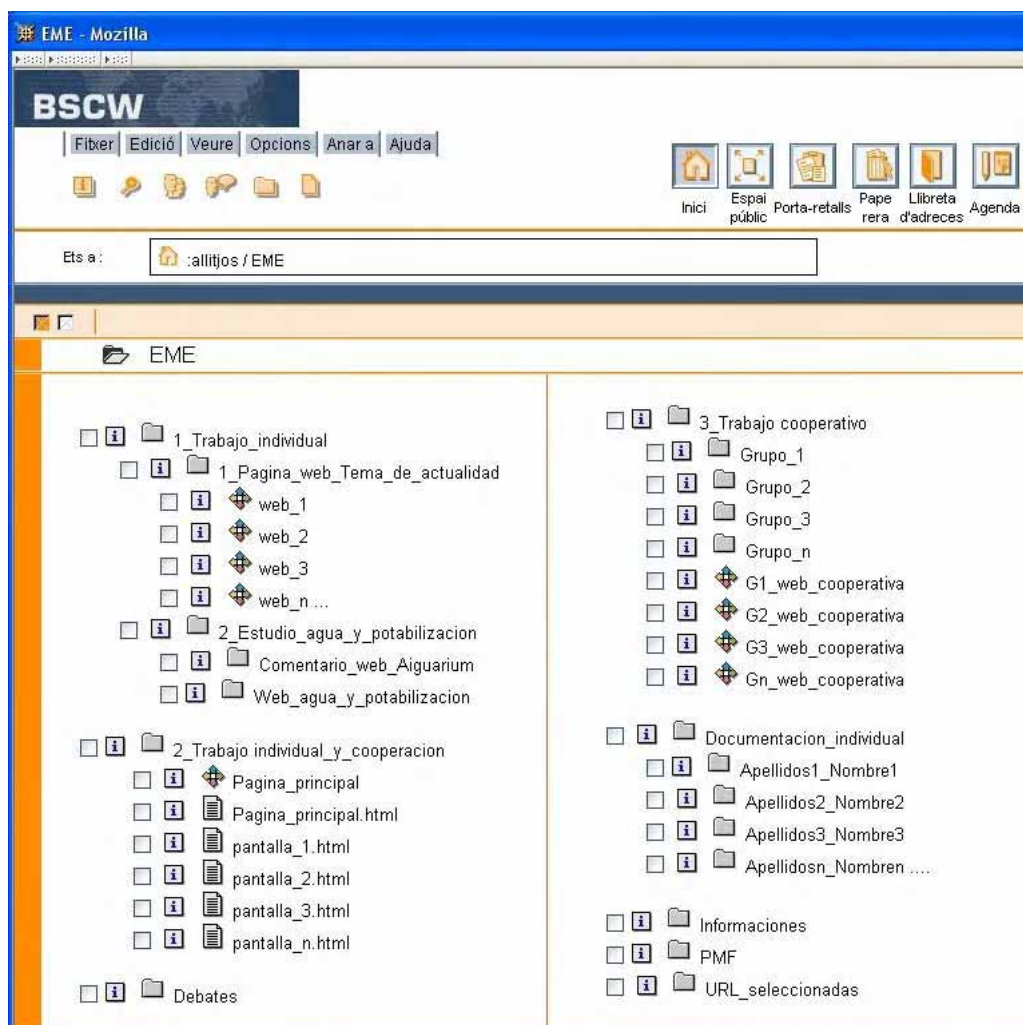 EME - Mozilla
BSCW
Fitxer Edició Veure Opcions Anar a Ajuda
Inici
Espai públic
Porta-retalls
Pape rera
Llibreta d'adreces
Agenda
Ets a :
:allitjos / EME
EME
1_Trabajo_individual
1_Pagina_web_Tema_de_actualidad
web_1
web_2
web_3
web_n ...
2_Estudio_agua_y_potabilizacion
Comentario_web_Aiguarium
Web_agua_y_potabilizacion
2_Trabajo individual_y_cooperacion
Pagina_principal
Pagina_principal.html
pantalla_1.html
pantalla_2.html
pantalla_3.html
pantalla_n.html
Debates
3_Trabajo cooperativo
Grupo_1
Grupo_2
Grupo_3
Grupo_n
G1_web_cooperativa
G2_web_cooperativa
G3_web_cooperativa
Gn_web_cooperativa
Documentacion_individual
Apellidos1_Nombre1
Apellidos2_Nombre2
Apellidos3_Nombre3
Apellidosn_Nombren ....
Informaciones
PMF
URL_seleccionadas